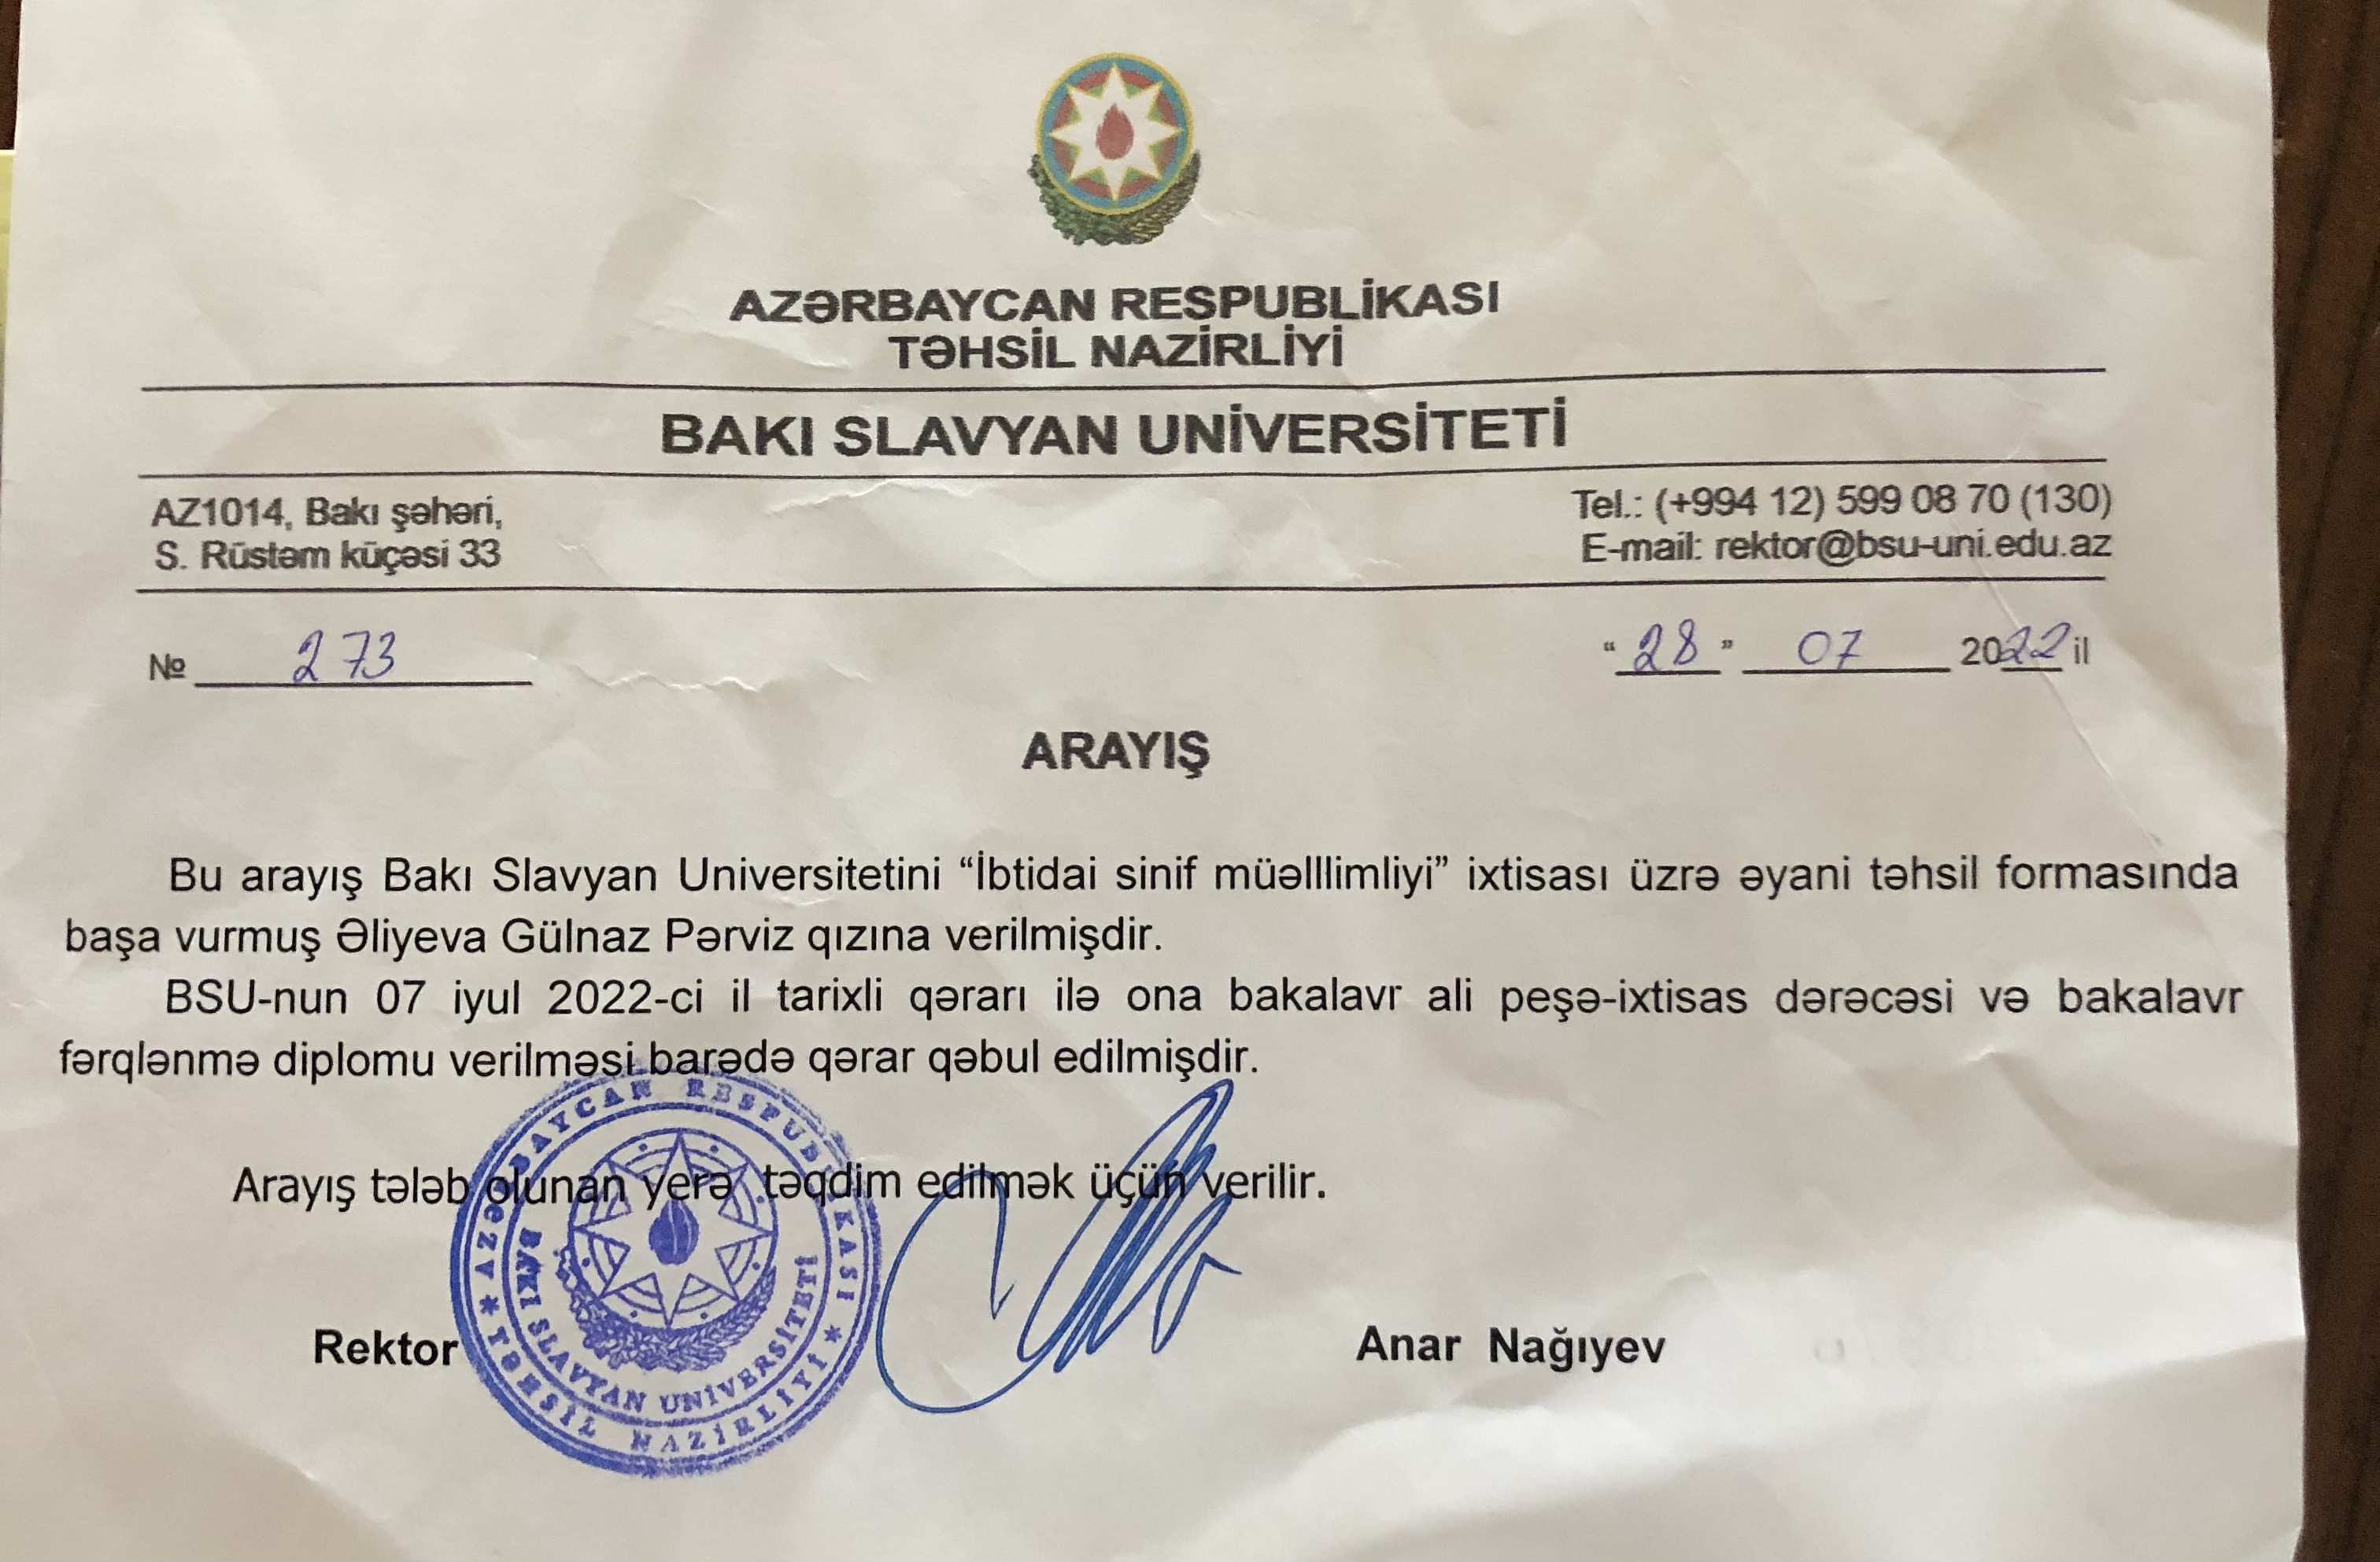 AZƏRBAYCAN RESPUBLİKASI
TƏHSİL NAZİRLİYİ
BAKI SLAVYAN UNİVERSİTETİ
AZ1014, Bakı şəhəri,
S. Rüstəm küçəsi 33
Tel.: (+994 12) 599 08 70 (130)
E-mail: rektor@bsu-uni.edu.az
№ 273
“28” 07 2022 il
ARAYIŞ
Bu arayış Bakı Slavyan Universitetini “İbtidai sinif müəlllimliyi” ixtisası üzrə əyani təhsil formasında
başa vurmuş Əliyeva Gülnaz Pərviz qızına verilmişdir.
BSU-nun 07 iyul 2022-ci il tarixli qərarı ilə ona bakalavr ali peşə-ixtisas dərəcəsi və bakalavr
fərqlənmə diplomu verilməsi barədə qərar qəbul edilmişdir.
Arayış tələb olunan yerə təqdim edilmək üçün verilir.
Rektor
Anar Nağıyev
AZƏRBAYCAN RESPUBLİKASI
* TƏHSİL NAZİRLİYİ *
BAKI SLAVYAN UNİVERSİTETİ